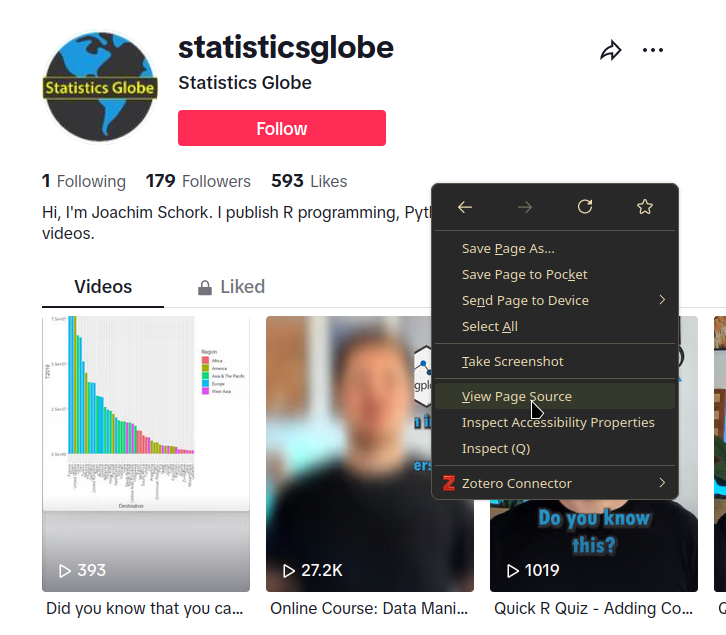 statisticsglobe
Statistics Globe
Statistics Globe
Follow
1 Following 179 Followers 593 Likes
Hi, I'm Joachim Schork. I publish R programming,
videos.
Videos
Liked
Save Page As...
Save Page to Pocket
Send Page to Device
Select All
Take Screenshot
View Page Source
Inspect Accessibility Properties
Inspect (Q)
Zotero Connector
Region
Africa
America
Asia & The Pacific
Europe
West Asia
Destination
Do you know
this?
393
27.2K
1019
Did you know that you ca...
Online Course: Data Mani...
Quick R Quiz - Adding Co...